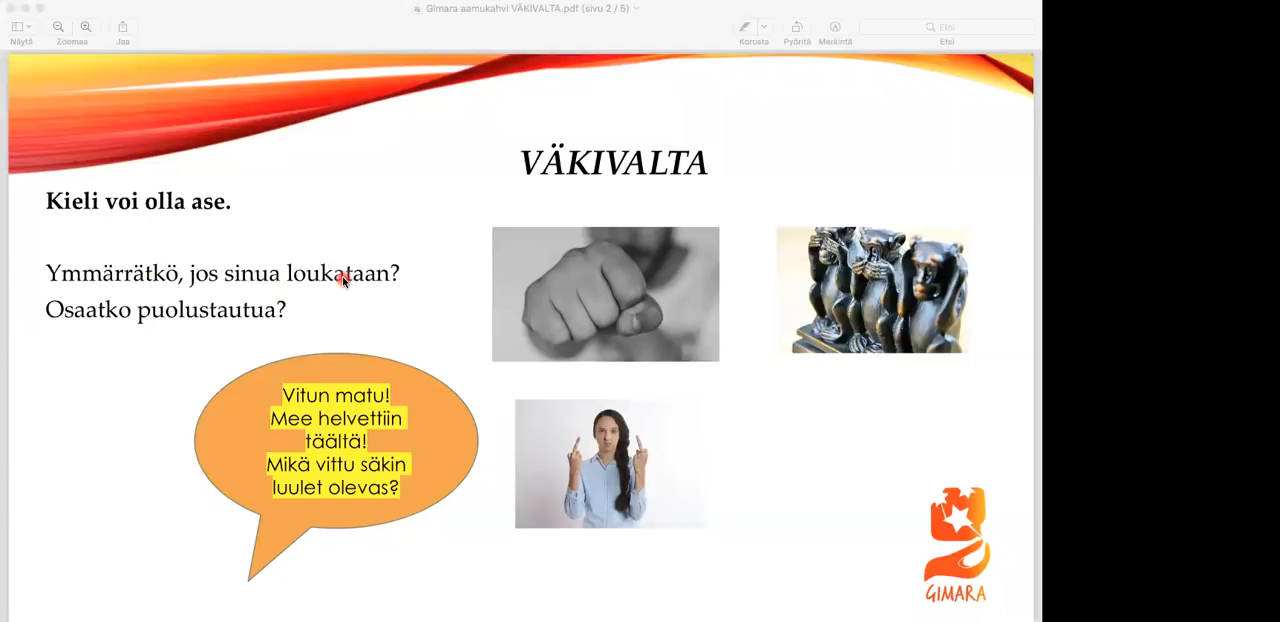 Gimara aamukahvi VÄKIVALTA.pdf (sivu 2 / 5)
Näytä
Zoomaa
Jaa
Korosta
Pyöritä
Merkintä
Etsi
Etsi
VÄKIVALTA
Kieli voi olla ase.
Ymmärrätkö, jos sinua loukataan?
Osaatko puolustautua?
Vitun matu!
Mee helvettiin
täältä!
Mikä vittu säkin
luulet olevas?
GIMARA